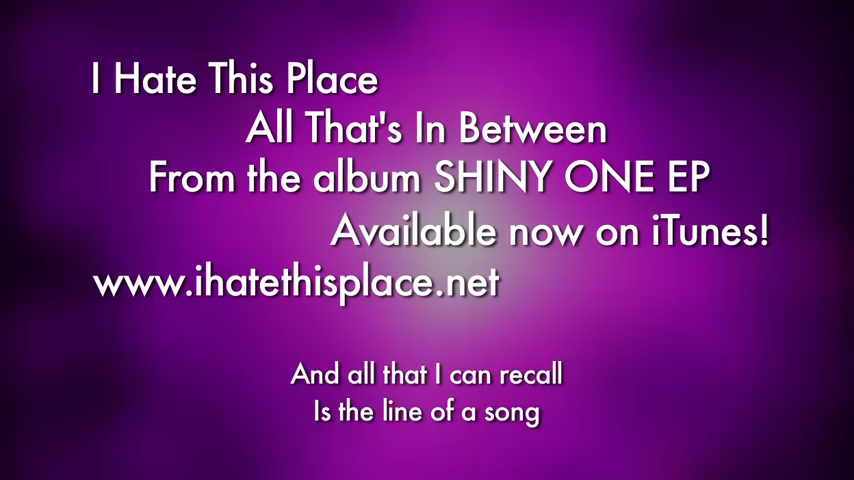 I Hate This Place
All That's In Between
From the album SHINY ONE EP
Available now on iTunes!
www.ihatethisplace.net
And all that I can recall
Is the line of a song